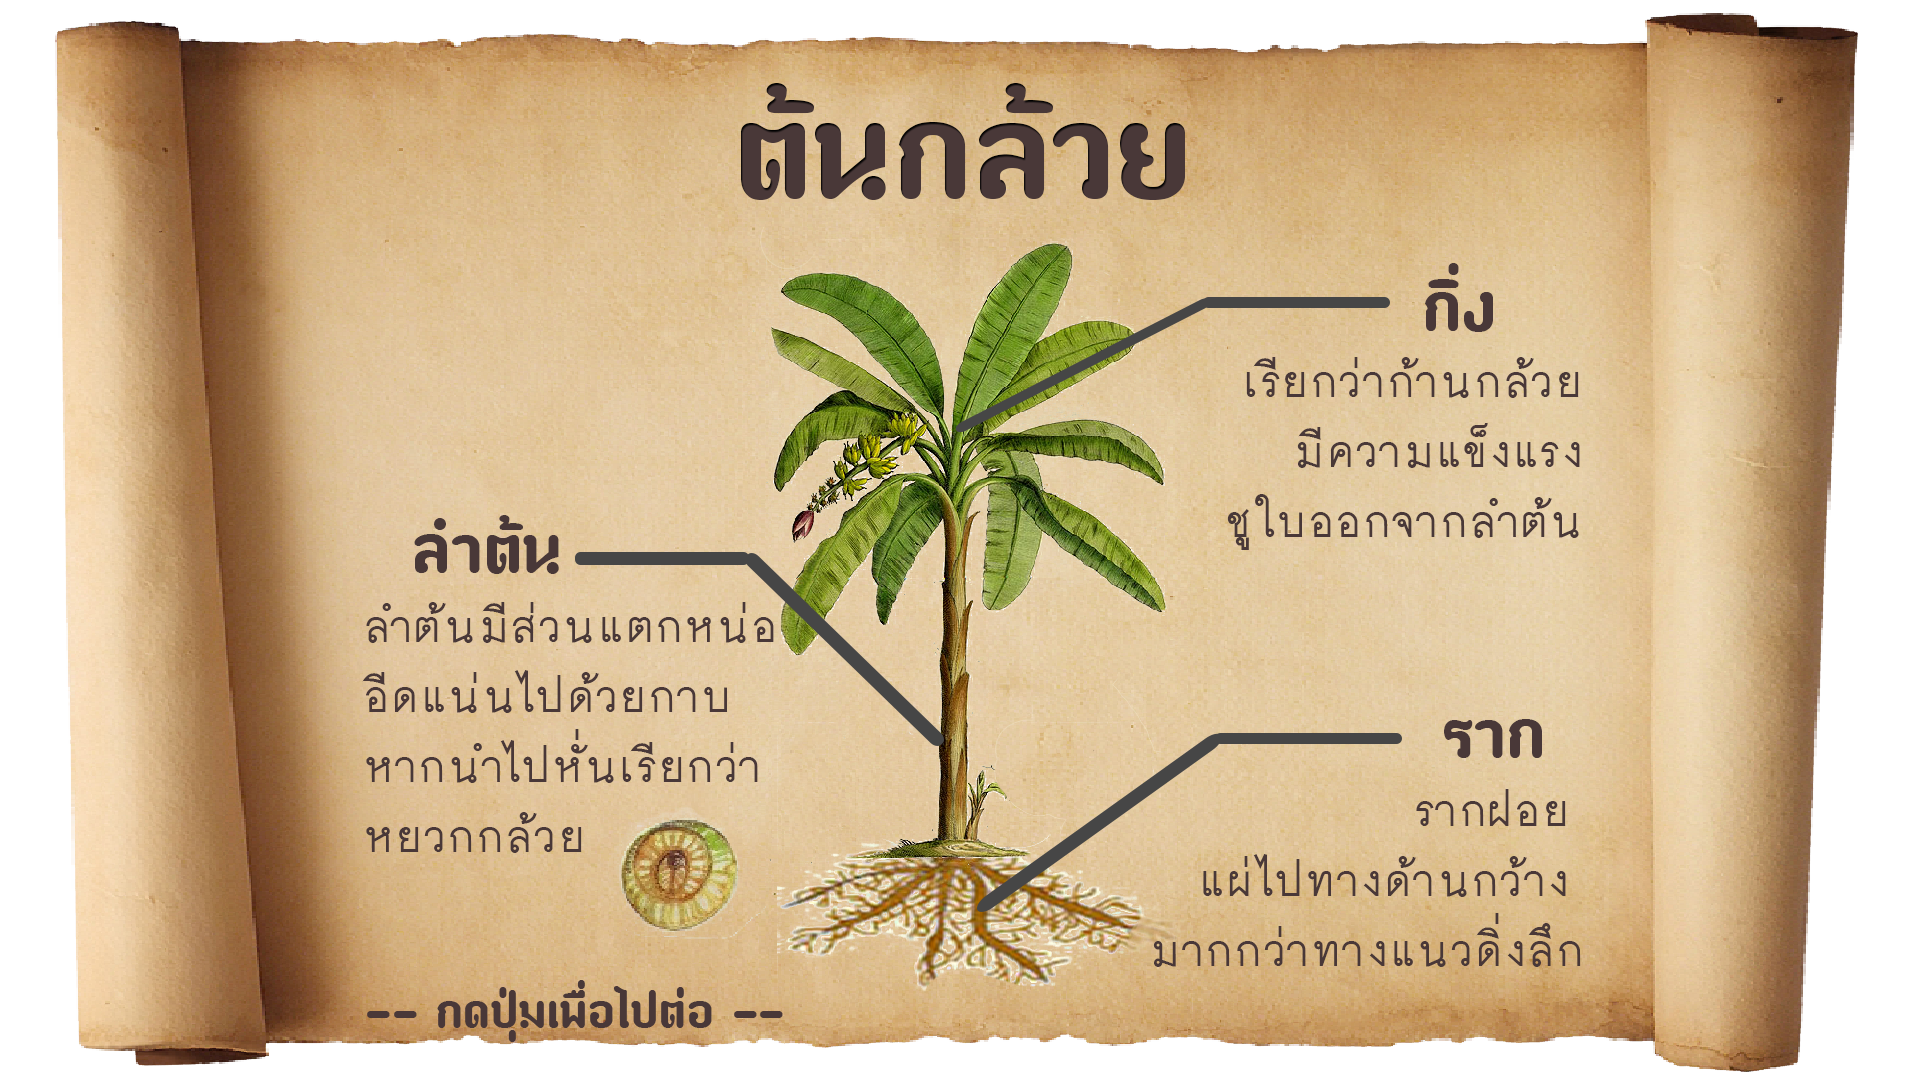 ต้นกล้วย
กิ่ง
เรียกว่าก้านกล้วย
มีความแข็งแรง
ชูใบออกจากลำต้น
ลำต้น
ลำต้นมีส่วนแตกหน่อ
อีดแน่นไปด้วยกาบ
หากนำไปหั่นเรียกว่า
หยวกกล้วย
ราก
รากฝอย
แผ่ไปทางด้านกว้าง
มากกว่าทางแนวดิ่งลึก
-- กดปุ่มเพื่อไปต่อ --